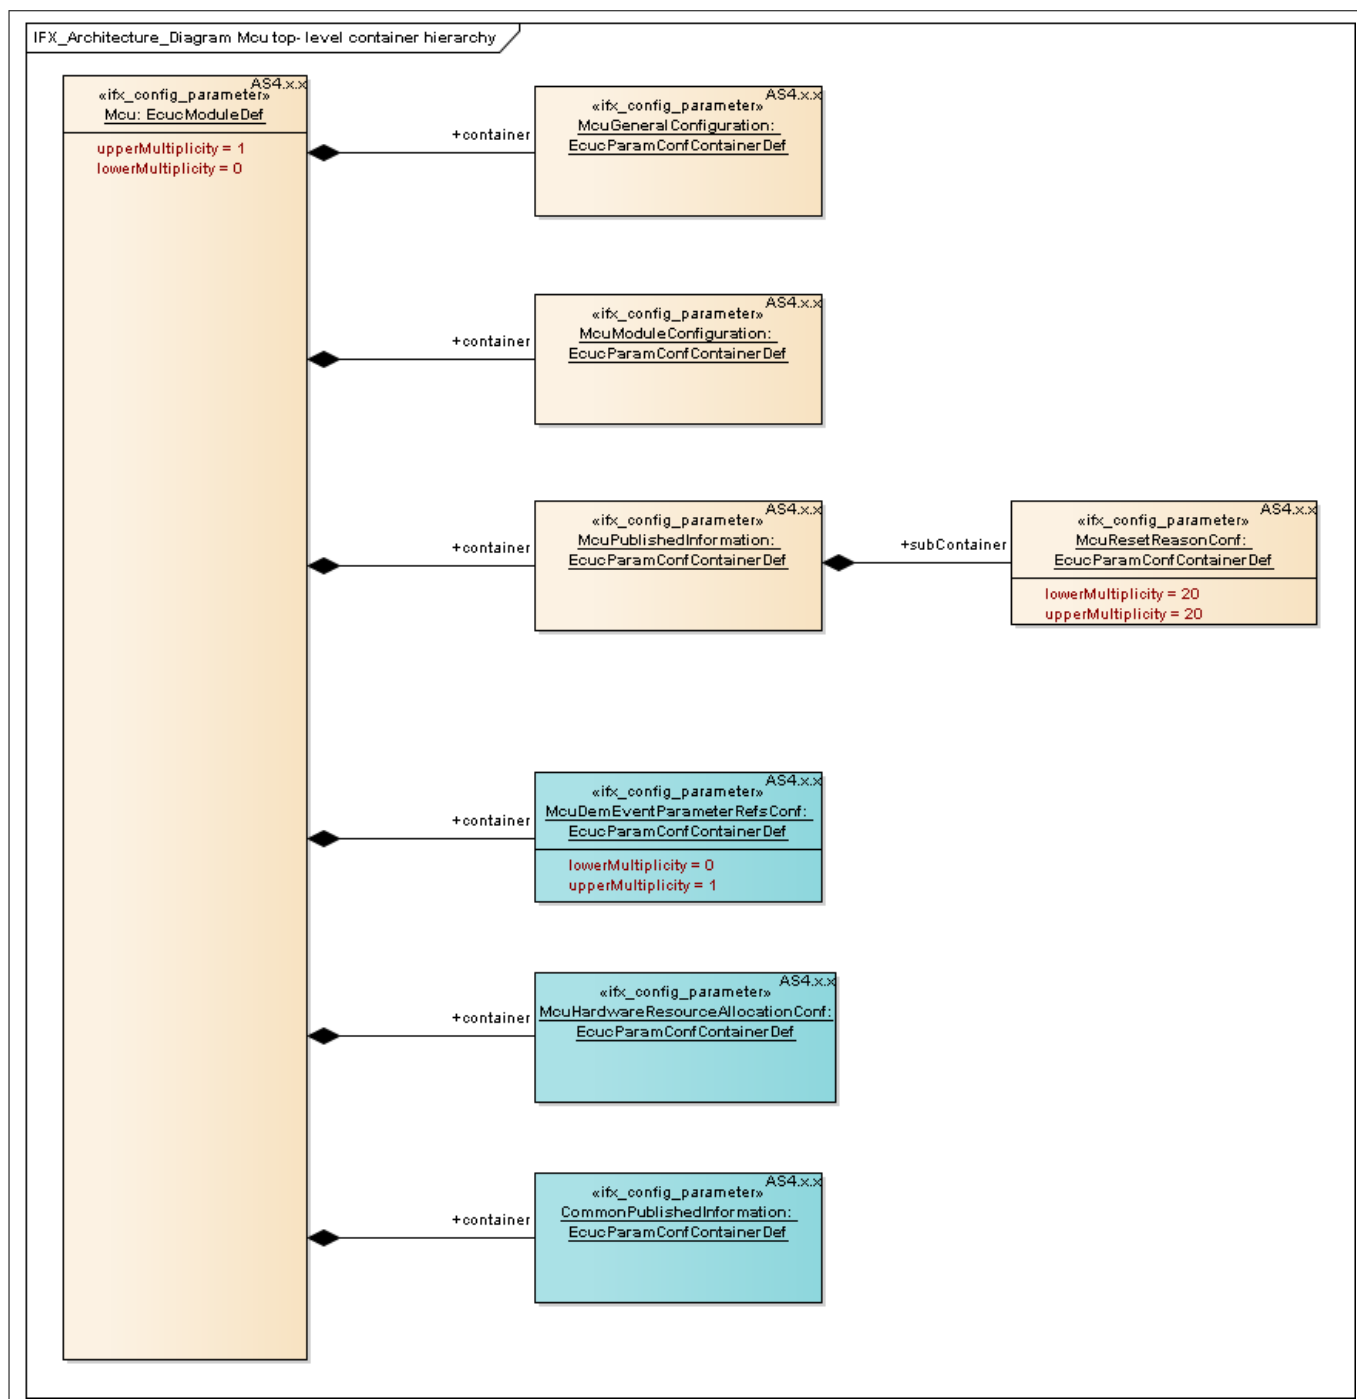 IFX_Architecture_Diagram Mcu top- level container hierarchy
AS4.x.x
«ifx_config_parameter»
Mcu: EcucModuleDef
upperMultiplicity = 1
lowerMultiplicity = 0
+container
AS4.x.x
«ifx_config_parameter»
McuGeneralConfiguration:
EcucParamConfContainerDef
+container
AS4.x.x
«ifx_config_parameter»
McuModuleConfiguration:
EcucParamConfContainerDef
+container
AS4.x.x
«ifx_config_parameter»
McuPublishedInformation:
EcucParamConfContainerDef
+subContainer
AS4.x.x
«ifx_config_parameter»
McuResetReasonConf:
EcucParamConfContainerDef
lowerMultiplicity = 20
upperMultiplicity = 20
+container
AS4.x.x
«ifx_config_parameter»
McuDemEventParameterRefsConf:
EcucParamConfContainerDef
lowerMultiplicity = 0
upperMultiplicity = 1
+container
AS4.x.x
«ifx_config_parameter»
McuHardwareResourceAllocationConf:
EcucParamConfContainerDef
+container
AS4.x.x
«ifx_config_parameter»
CommonPublishedInformation:
EcucParamConfContainerDef